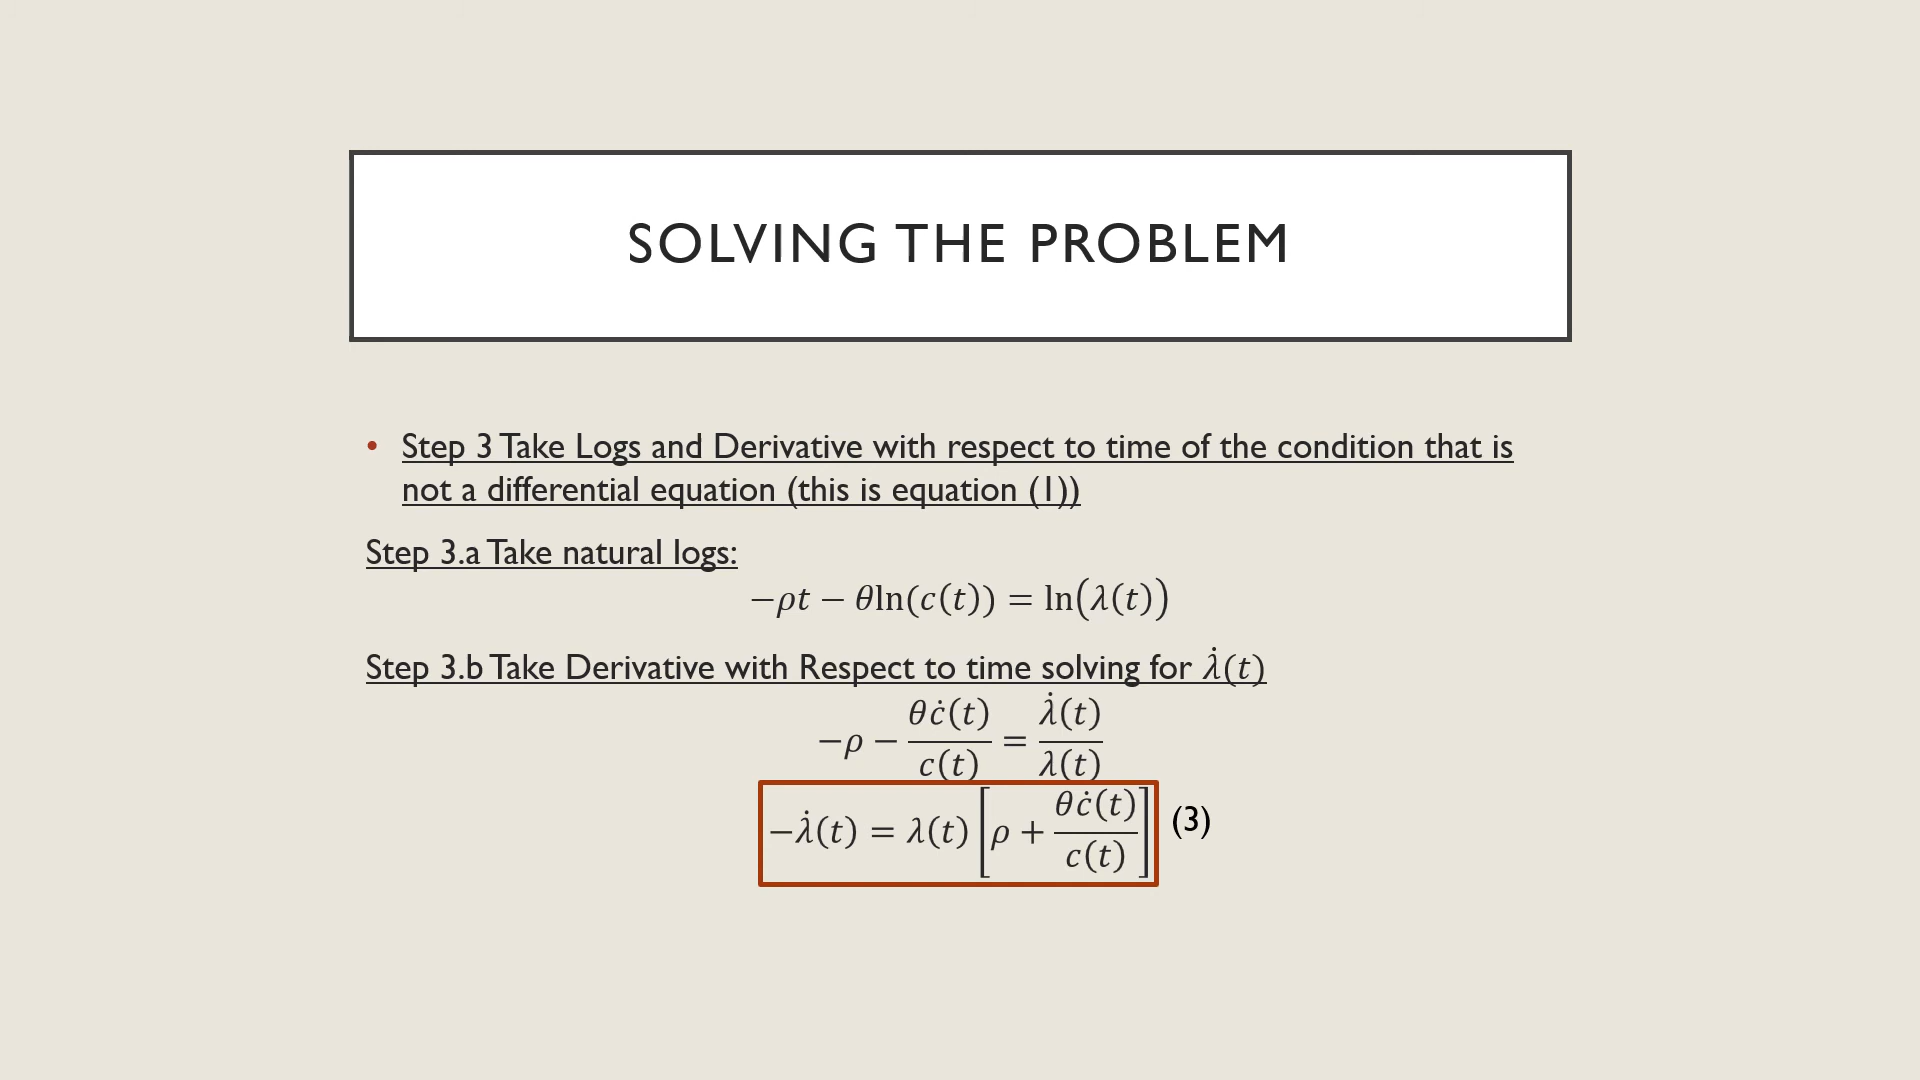 SOLVING THE PROBLEM
• Step 3 Take Logs and Derivative with respect to time of the condition that is
not a differential equation (this is equation (1))
Step 3.a Take natural logs:
−ρt − θln(c(t)) = ln(λ(t))
Step 3.b Take Derivative with Respect to time solving for λ̇(t)
−ρ − θċ(t)/c(t) = λ̇(t)/λ(t)
−λ̇(t) = λ(t) [ρ + θċ(t)/c(t)] (3)